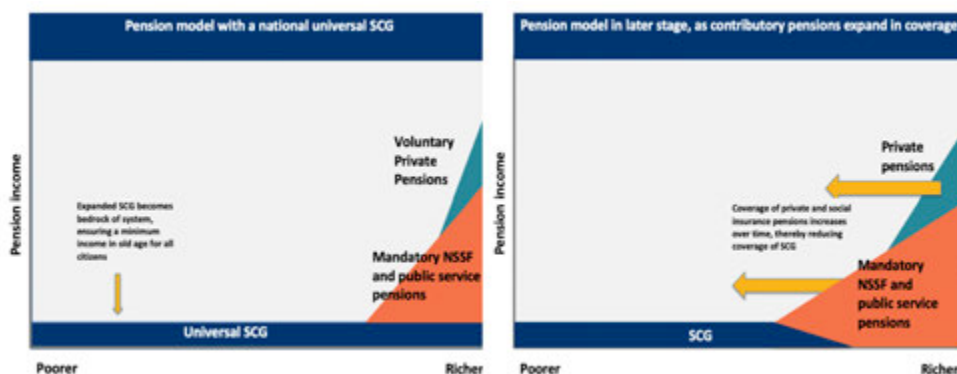 Pension model with a national universal SCG
Pension income
Voluntary
Private
Pensions
Expanded SCG becomes
bedrock of system,
ensuring a minimum
income in old age for all
citizens
Mandatory NSSF
and public service
pensions
Universal SCG
Poorer
Richer
Pension model in later stage, as contributory pensions expand in coverage
Pension income
Private
pensions
Coverage of private and social
insurance pensions increases
over time, thereby reducing
coverage of SCG
Mandatory
NSSF and
public service
pensions
SCG
Poorer
Richer